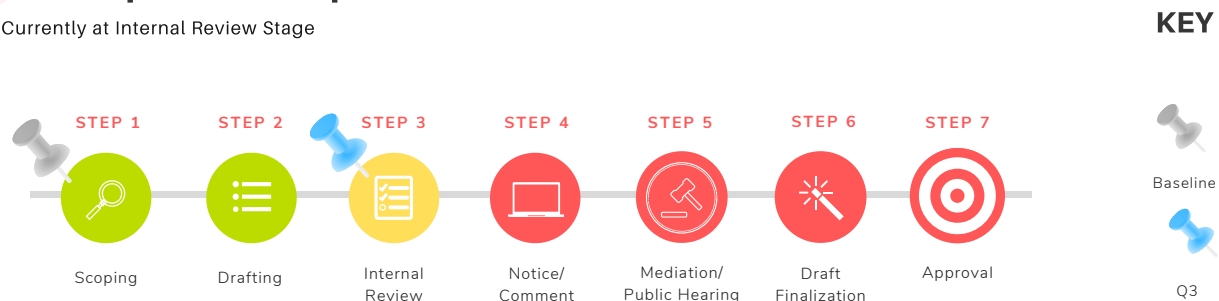 Currently at Internal Review Stage
KEY
STEP 1
STEP 2
STEP 3
STEP 4
STEP 5
STEP 6
STEP 7
Baseline
Scoping
Drafting
Internal
Review
Notice/
Comment
Mediation/
Public Hearing
Draft
Finalization
Approval
Q3